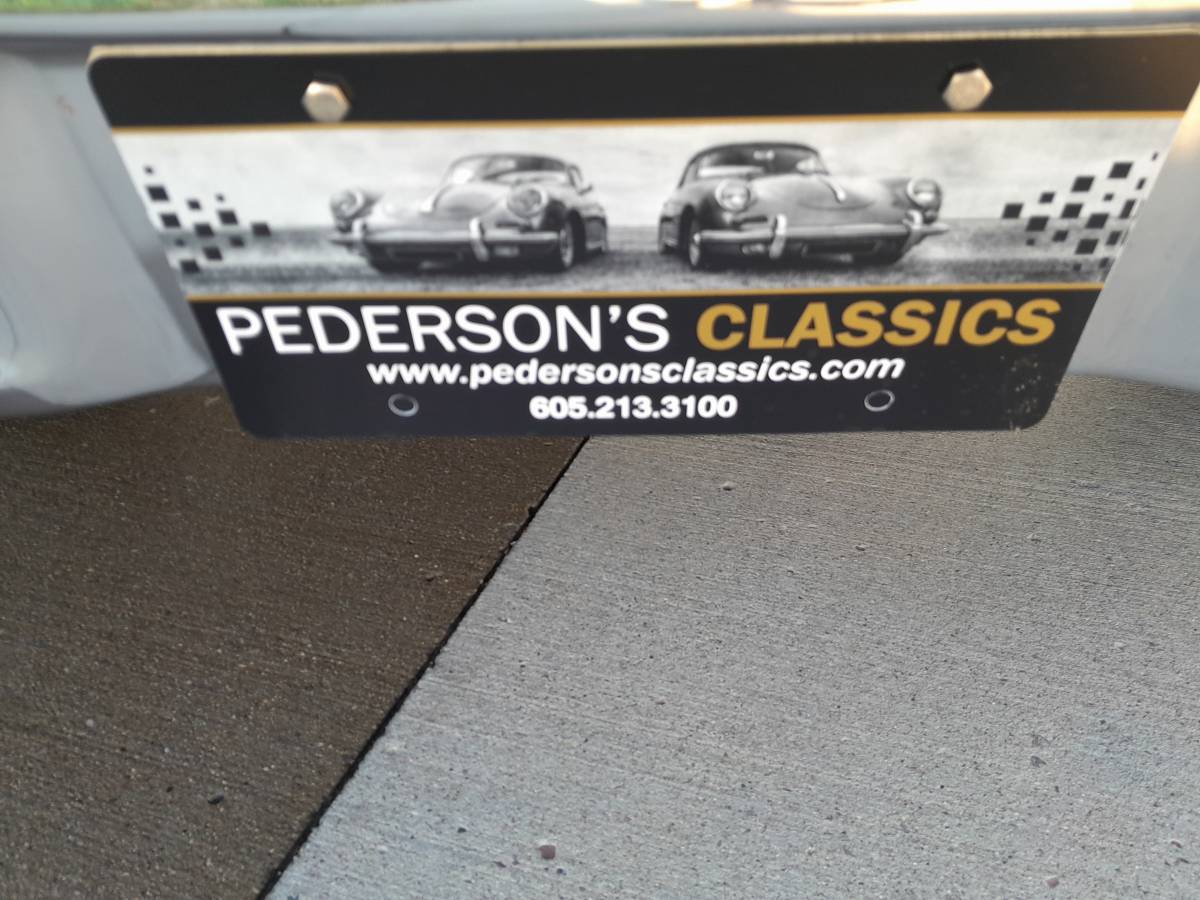 PEDERSON'S CLASSICS
www.pedersonsclassics.com
605.213.3100